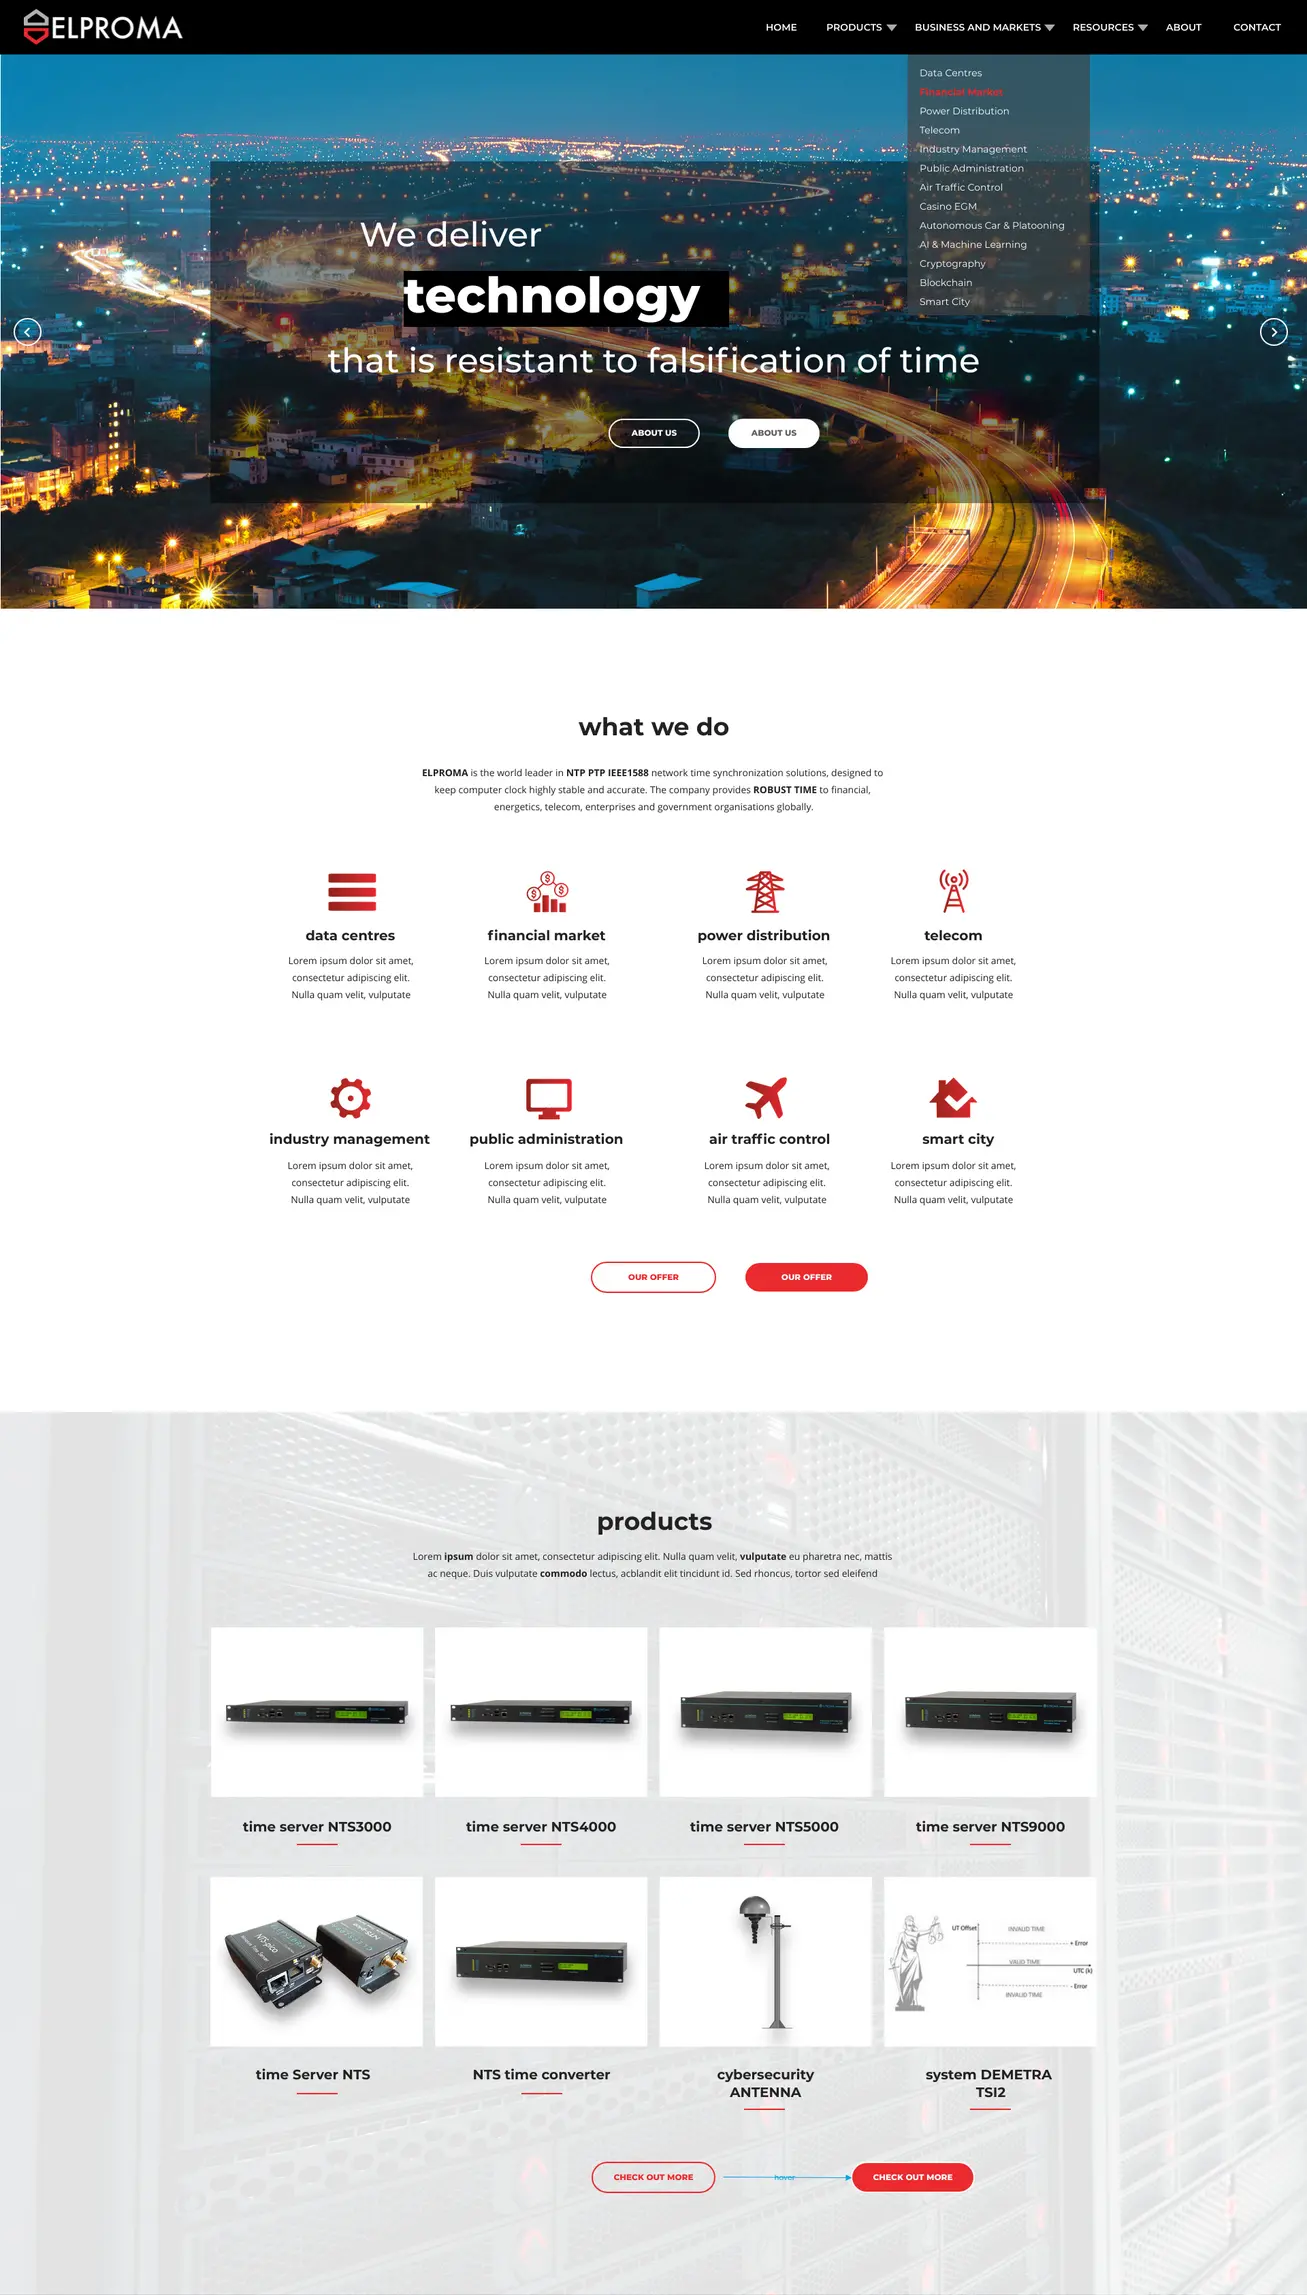 ELPROMA
HOME PRODUCTS BUSINESS AND MARKETS RESOURCES ABOUT CONTACT
Data Centres
Financial Market
Power Distribution
Telecom
Industry Management
Public Administration
Air Traffic Control
Casino EGM
Autonomous Car & Platooning
AI & Machine Learning
Cryptography
Blockchain
Smart City
We deliver
technology
that is resistant to falsification of time
ABOUT US ABOUT US
what we do
ELPROMA is the world leader in NTP PTP IEEE1588 network time synchronization solutions, designed to
keep computer clock highly stable and accurate. The company provides ROBUST TIME to financial,
energetics, telecom, enterprises and government organisations globally.
data centres
Lorem ipsum dolor sit amet,
consectetur adipiscing elit.
Nulla quam velit, vulputate
financial market
Lorem ipsum dolor sit amet,
consectetur adipiscing elit.
Nulla quam velit, vulputate
power distribution
Lorem ipsum dolor sit amet,
consectetur adipiscing elit.
Nulla quam velit, vulputate
telecom
Lorem ipsum dolor sit amet,
consectetur adipiscing elit.
Nulla quam velit, vulputate
industry management
Lorem ipsum dolor sit amet,
consectetur adipiscing elit.
Nulla quam velit, vulputate
public administration
Lorem ipsum dolor sit amet,
consectetur adipiscing elit.
Nulla quam velit, vulputate
air traffic control
Lorem ipsum dolor sit amet,
consectetur adipiscing elit.
Nulla quam velit, vulputate
smart city
Lorem ipsum dolor sit amet,
consectetur adipiscing elit.
Nulla quam velit, vulputate
OUR OFFER OUR OFFER
products
Lorem ipsum dolor sit amet, consectetur adipiscing elit. Nulla quam velit, vulputate eu pharetra nec, mattis
ac neque. Duis vulputate commodo lectus, acblandit elit tincidunt id. Sed rhoncus, tortor sed eleifend
time server NTS3000
time server NTS4000
time server NTS5000
time server NTS9000
NTS-pico
UT Offset
INVALID TIME
+ Error
VALID TIME
UTC (k)
- Error
INVALID TIME
time Server NTS
NTS time converter
cybersecurity
ANTENNA
system DEMETRA
TSI2
CHECK OUT MORE hover CHECK OUT MORE